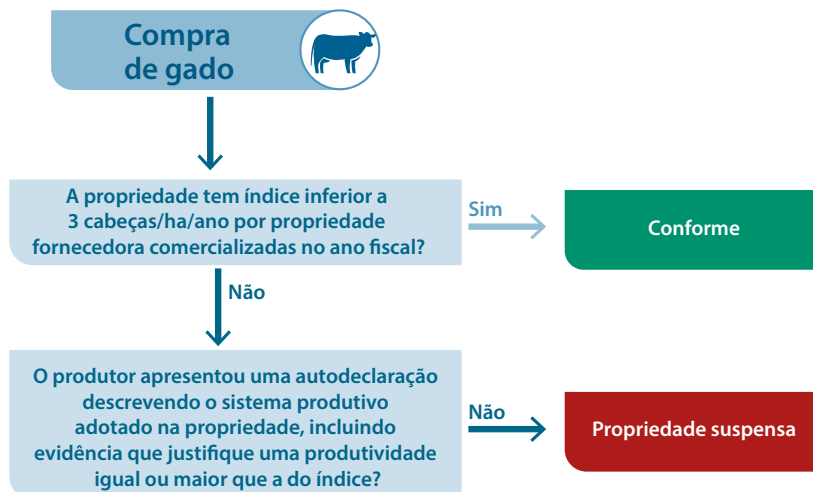 Compra
de gado
A propriedade tem índice inferior a
3 cabeças/ha/ano por propriedade
fornecedora comercializadas no ano fiscal?
Sim
Conforme
Não
O produtor apresentou uma autodeclaração
descrevendo o sistema produtivo
adotado na propriedade, incluindo
evidência que justifique uma produtividade
igual ou maior que a do índice?
Não
Propriedade suspensa